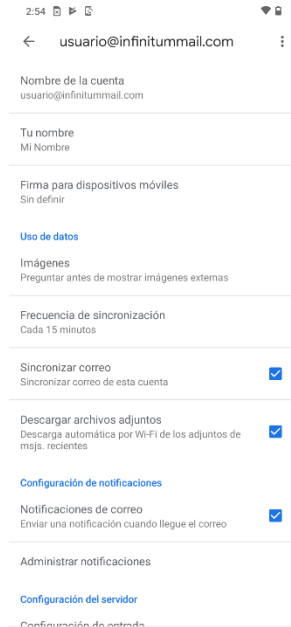 2:54
usuario@infinitummail.com
Nombre de la cuenta
usuario@infinitummail.com
Tu nombre
Mi Nombre
Firma para dispositivos móviles
Sin definir
Uso de datos
Imágenes
Preguntar antes de mostrar imágenes externas
Frecuencia de sincronización
Cada 15 minutos
Sincronizar correo
Sincronizar correo de esta cuenta
Descargar archivos adjuntos
Descarga automática por Wi-Fi de los adjuntos de
msjs. recientes
Configuración de notificaciones
Notificaciones de correo
Enviar una notificación cuando llegue el correo
Administrar notificaciones
Configuración del servidor
Configuración de entrada